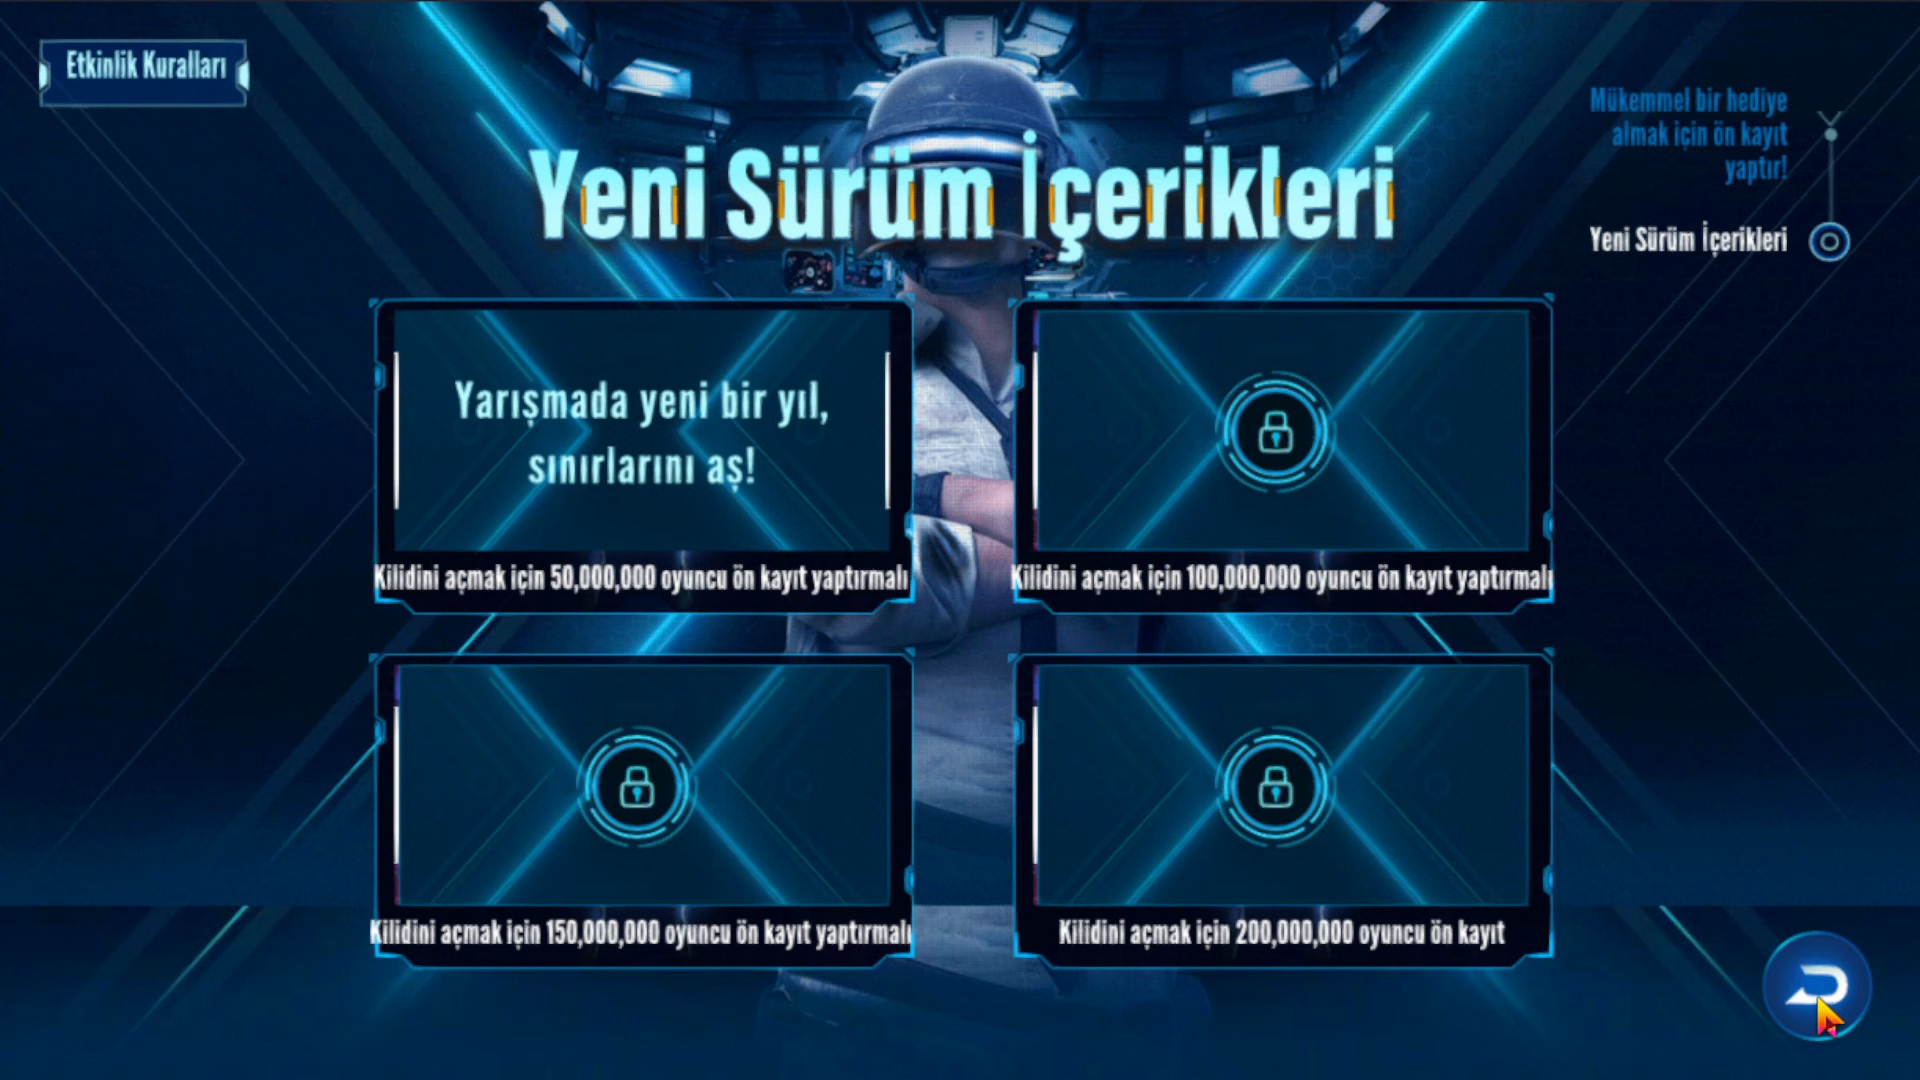 Etkinlik Kuralları
Mükemmel bir hediye
almak için ön kayıt
yaptır!
Yeni Sürüm İçerikleri
Yeni Sürüm İçerikleri
Yarışmada yeni bir yıl,
sınırlarını aş!
Kilidini açmak için 50,000,000 oyuncu ön kayıt yaptırmalı
Kilidini açmak için 100,000,000 oyuncu ön kayıt yaptırmalı
Kilidini açmak için 150,000,000 oyuncu ön kayıt yaptırmalı
Kilidini açmak için 200,000,000 oyuncu ön kayıt